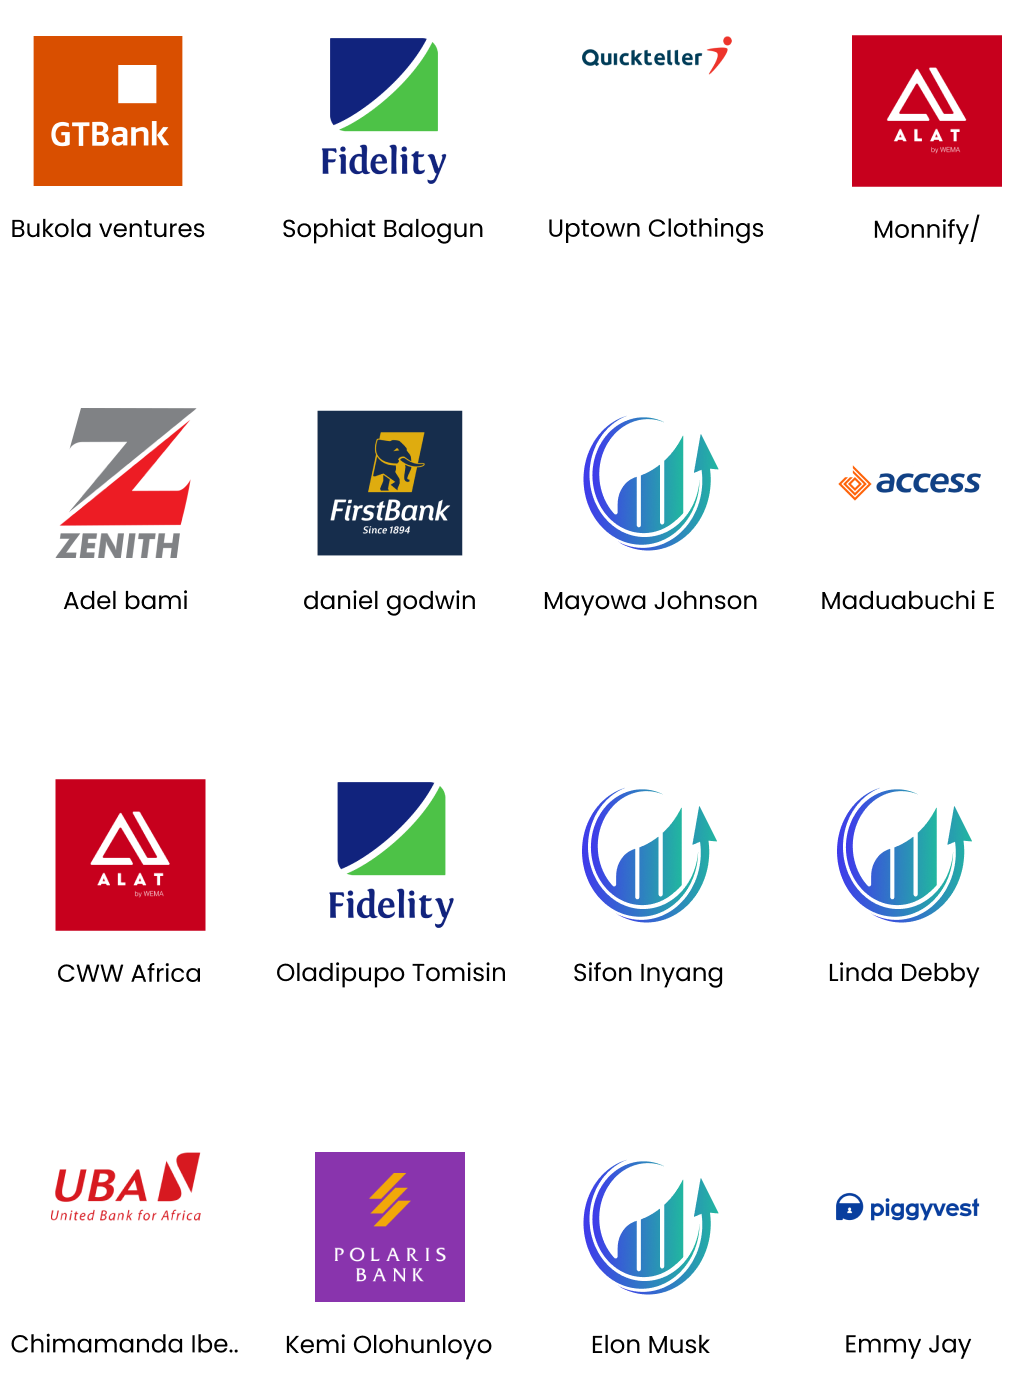 GTBank
Fidelity
Quickteller
ALAT
by WEMA
Bukola ventures
Sophiat Balogun
Uptown Clothings
Monnify/
ZENITH
FirstBank
Since 1894
access
Adel bami
daniel godwin
Mayowa Johnson
Maduabuchi E
ALAT
by WEMA
Fidelity
CWW Africa
Oladipupo Tomisin
Sifon Inyang
Linda Debby
UBA
United Bank for Africa
POLARIS
BANK
piggyvest
Chimamanda Ibe..
Kemi Olohunloyo
Elon Musk
Emmy Jay